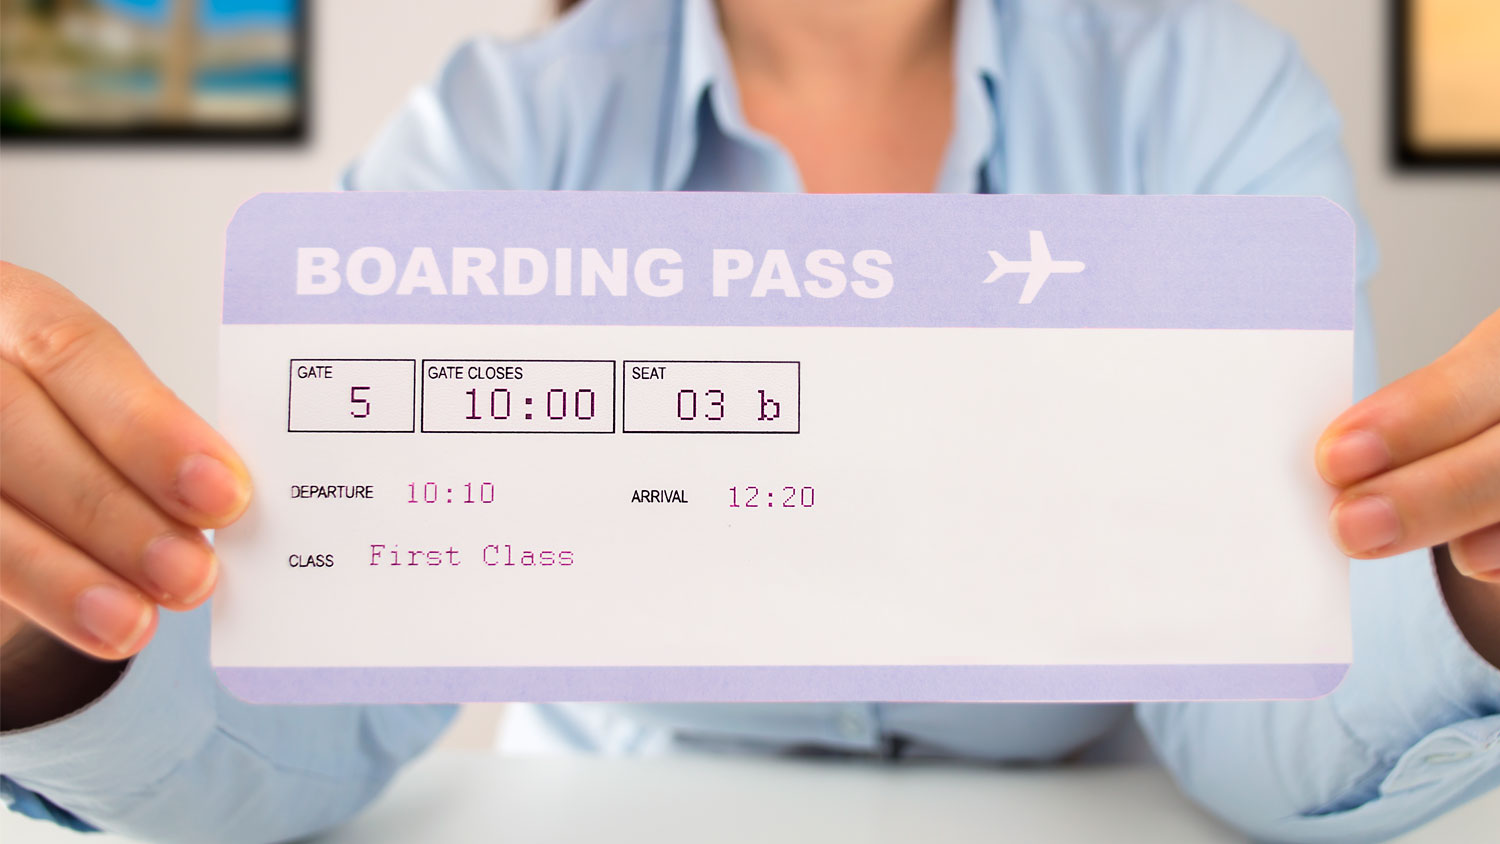 BOARDING PASS
GATE GATE CLOSES SEAT
5 10:00 03 b
DEPARTURE 10:10 ARRIVAL 12:20
CLASS First Class